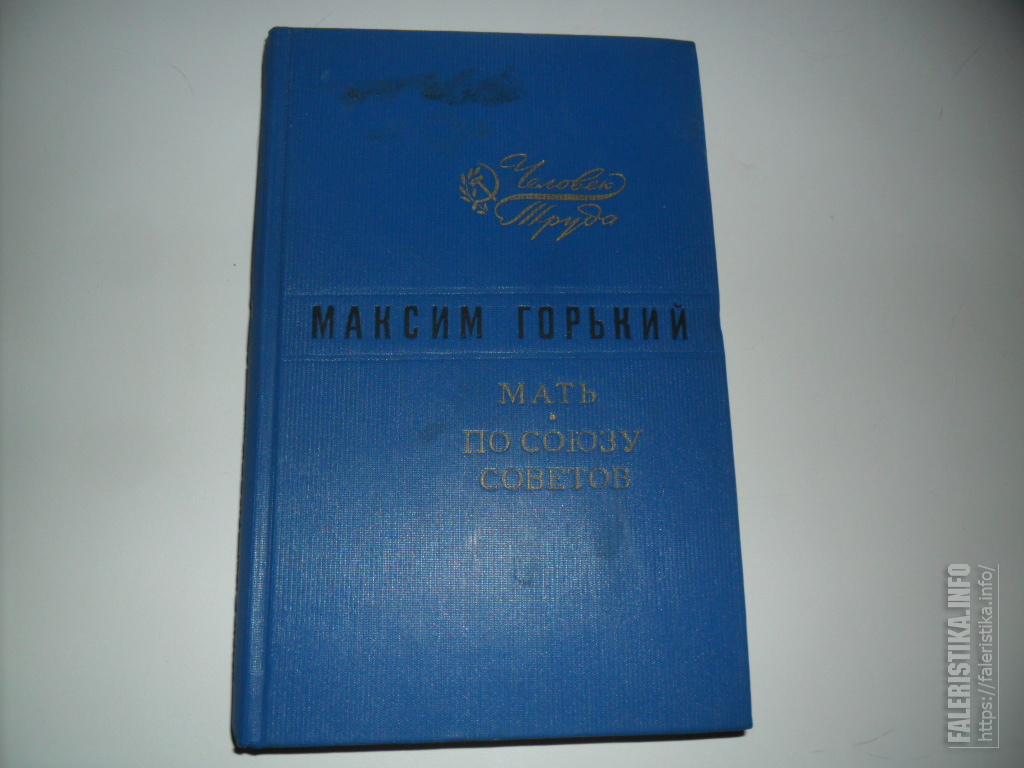 Человек
Труда
МАКСИМ ГОРЬКИЙ
МАТЬ
ПО СОЮЗУ
СОВЕТОВ
FALERISTIKA.INFO
https://faleristika.info/